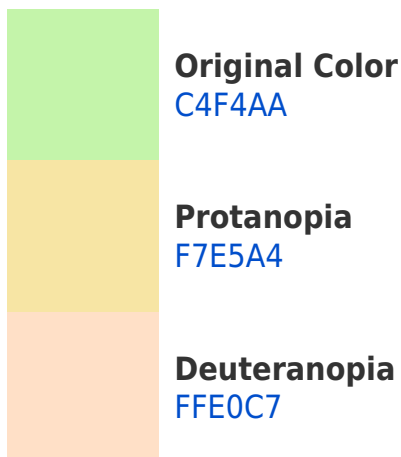 Original Color
C4F4AA
Protanopia
F7E5A4
Deuteranopia
FFE0C7